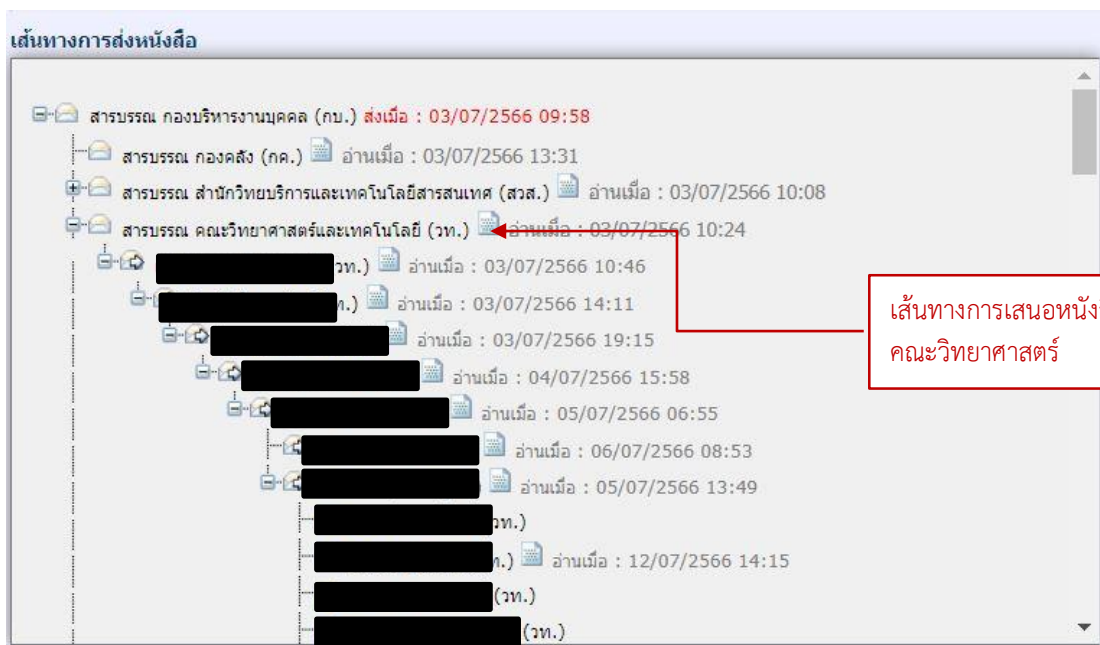 เส้นทางการส่งหนังสือ
สารบรรณ กองบริหารงานบุคคล (กบ.) ส่งเมื่อ : 03/07/2566 09:58
สารบรรณ กองคลัง (กค.) อ่านเมื่อ : 03/07/2566 13:31
สารบรรณ สำนักวิทยบริการและเทคโนโลยีสารสนเทศ (สวส.) อ่านเมื่อ : 03/07/2566 10:08
สารบรรณ คณะวิทยาศาสตร์และเทคโนโลยี (วท.) อ่านเมื่อ : 03/07/2566 10:24
วท.) อ่านเมื่อ : 03/07/2566 10:46
ท.) อ่านเมื่อ : 03/07/2566 14:11
อ่านเมื่อ : 03/07/2566 19:15
อ่านเมื่อ : 04/07/2566 15:58
อ่านเมื่อ : 05/07/2566 06:55
อ่านเมื่อ : 06/07/2566 08:53
อ่านเมื่อ : 05/07/2566 13:49
วท.)
ท.) อ่านเมื่อ : 12/07/2566 14:15
(วท.)
(วท.)
เส้นทางการเสนอหนัง
คณะวิทยาศาสตร์